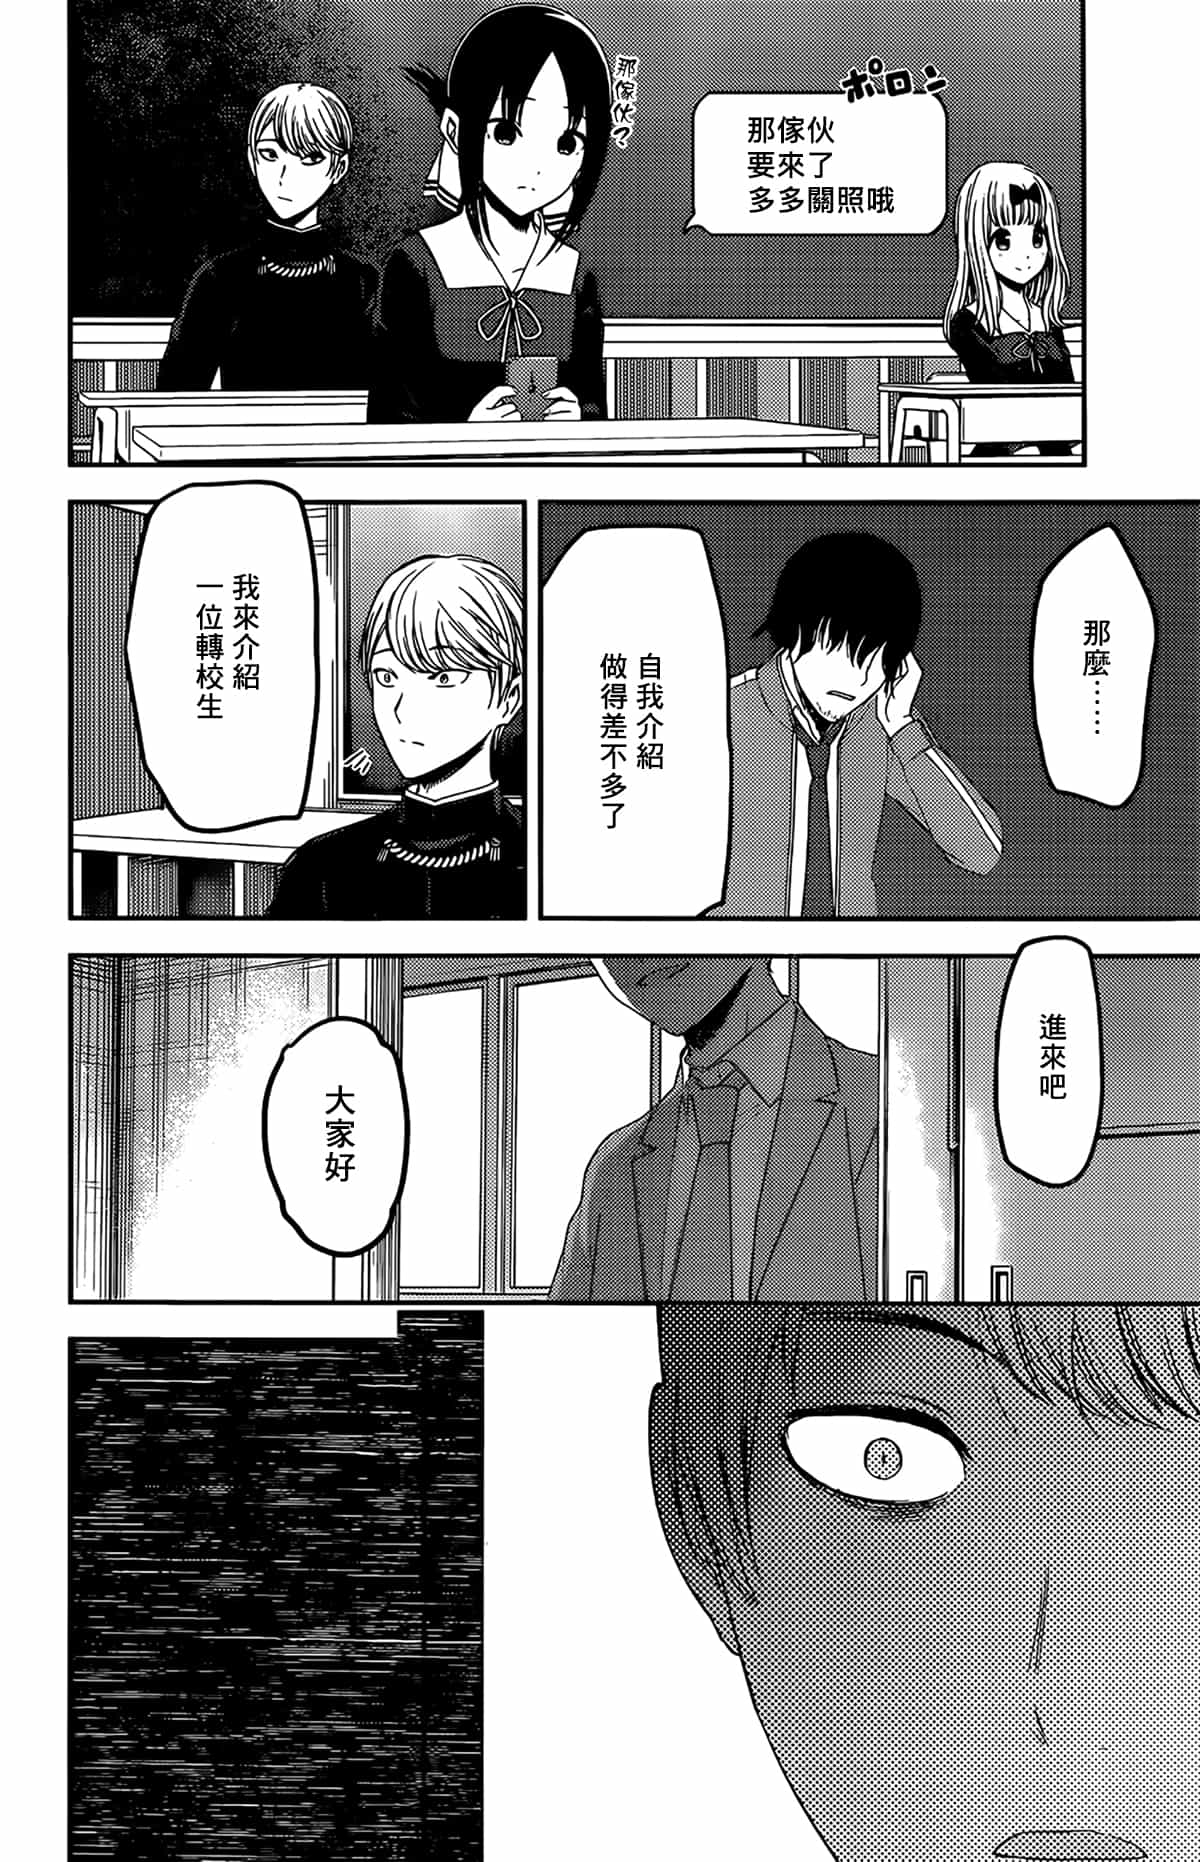 ポロン
那傢伙
要來了
多多關照哦
那傢伙？
那麼……
自我介紹
做得差不多了
我來介紹
一位轉校生
進來吧
大家好